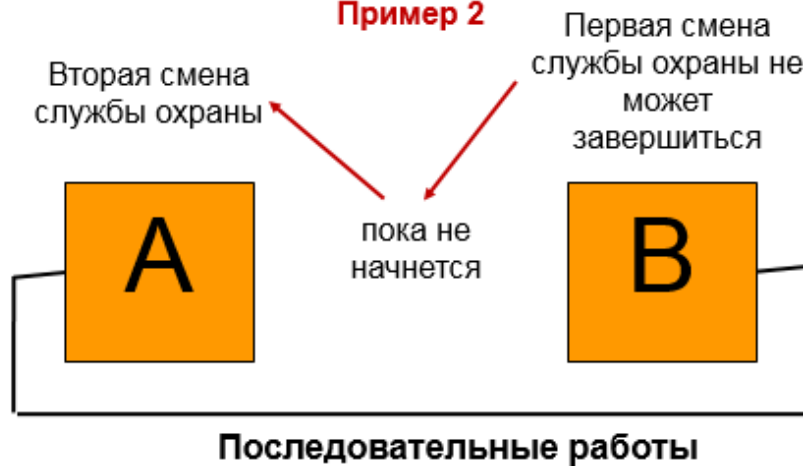 Пример 2
Вторая смена
службы охраны
Первая смена
службы охраны не
может
завершиться
пока не
начнется
A
B
Последовательные работы